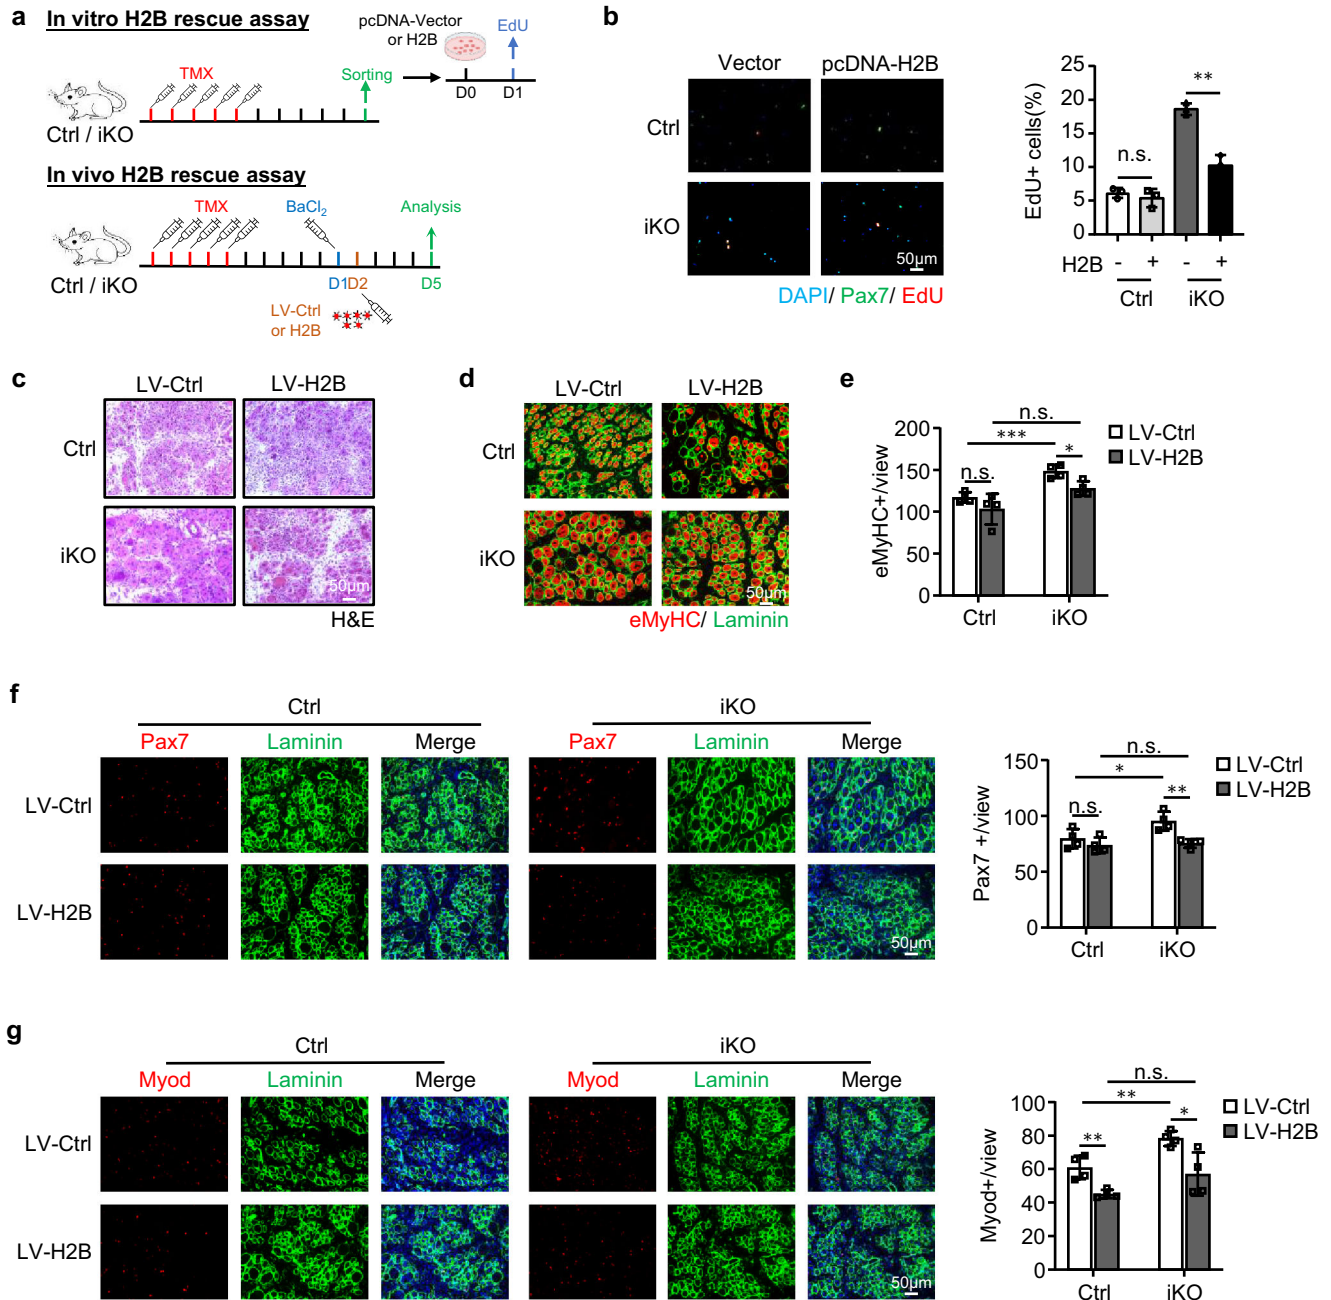 a
In vitro H2B rescue assay
pcDNA-Vector
or H2B
EdU
TMX
Sorting
D0
D1
Ctrl / iKO
In vivo H2B rescue assay
TMX
BaCl₂
Analysis
Ctrl / iKO
D1
D2
D5
LV-Ctrl
or H2B
b
Vector
pcDNA-H2B
Ctrl
iKO
50μm
DAPI/ Pax7/ EdU
EdU+ cells(%)
25
20
15
10
5
0
n.s.
**
H2B
-
+
-
+
Ctrl
iKO
c
LV-Ctrl
LV-H2B
Ctrl
iKO
50μm
H&E
d
LV-Ctrl
LV-H2B
Ctrl
iKO
50μm
eMyHC/ Laminin
e
eMyHC+/view
200
150
100
50
0
n.s.
***
n.s.
*
LV-Ctrl
LV-H2B
Ctrl
iKO
f
Ctrl
iKO
Pax7
Laminin
Merge
Pax7
Laminin
Merge
LV-Ctrl
LV-H2B
50μm
Pax7 +/view
150
100
50
0
n.s.
*
n.s.
**
LV-Ctrl
LV-H2B
Ctrl
iKO
g
Ctrl
iKO
Myod
Laminin
Merge
Myod
Laminin
Merge
LV-Ctrl
LV-H2B
50μm
Myod+/view
100
80
60
40
20
0
n.s.
**
**
*
LV-Ctrl
LV-H2B
Ctrl
iKO